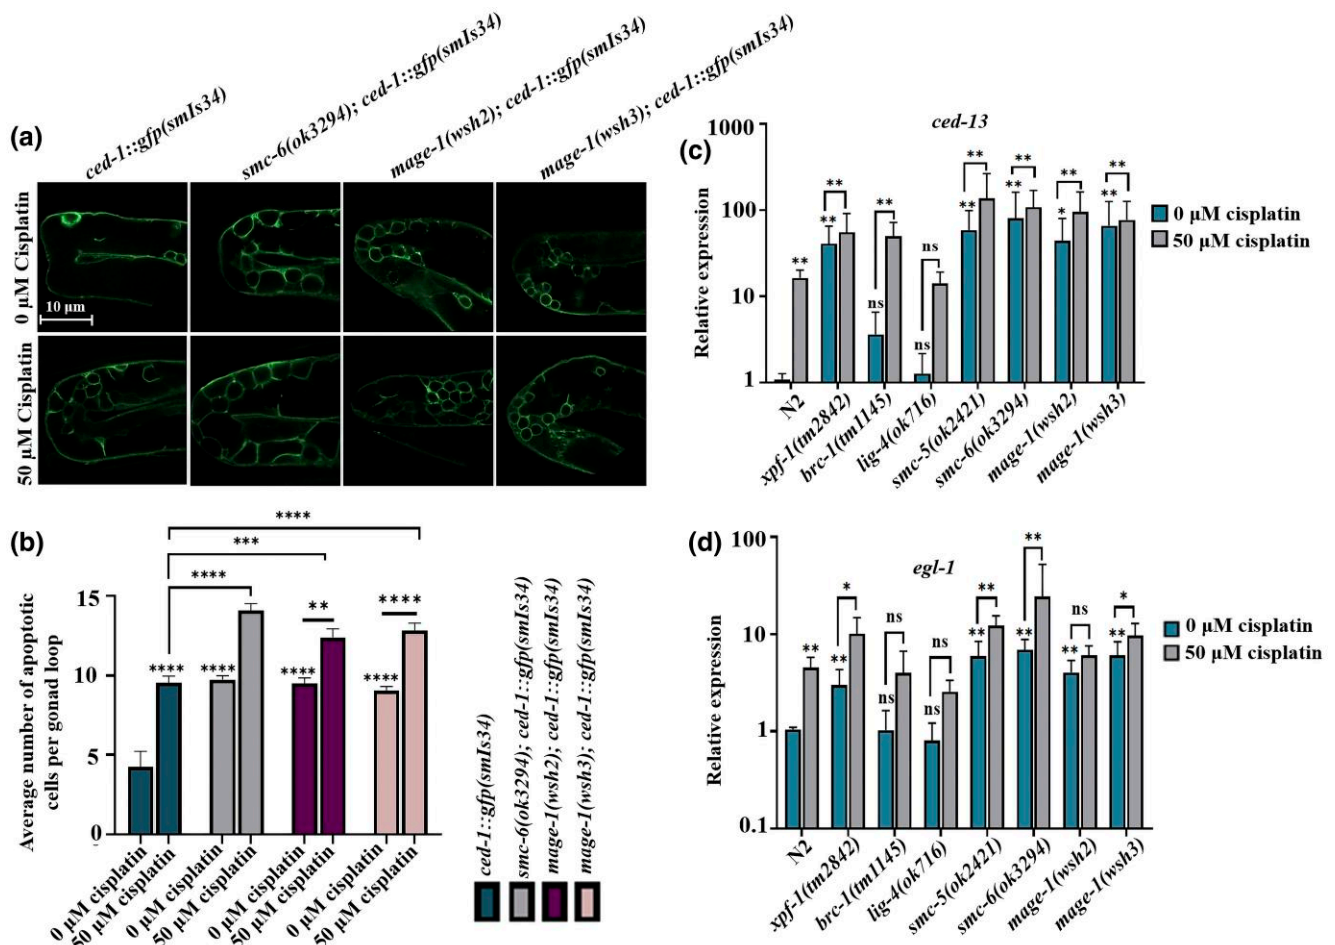 (a)
ced-1::gfp(smIs34)
smc-6(ok3294); ced-1::gfp(smIs34)
mage-1(wsh2); ced-1::gfp(smIs34)
mage-1(wsh3); ced-1::gfp(smIs34)
0 µM Cisplatin
10 µm
50 µM Cisplatin
(b)
Average number of apoptotic
cells per gonad loop
15
10
5
0
****
***
****
****
****
****
**
****
****
0 µM cisplatin
50 µM cisplatin
0 µM cisplatin
50 µM cisplatin
0 µM cisplatin
50 µM cisplatin
0 µM cisplatin
50 µM cisplatin
ced-1::gfp(smIs34)
smc-6(ok3294); ced-1::gfp(smIs34)
mage-1(wsh2); ced-1::gfp(smIs34)
mage-1(wsh3); ced-1::gfp(smIs34)
(c)
ced-13
Relative expression
1000
100
10
1
**
**
**
**
ns
ns
ns
**
**
**
**
**
*
**
**
N2
xpf-1(tm2842)
brc-1(tm1145)
lig-4(ok716)
smc-5(ok2421)
smc-6(ok3294)
mage-1(wsh2)
mage-1(wsh3)
0 µM cisplatin
50 µM cisplatin
(d)
egl-1
Relative expression
100
10
1
0.1
**
*
**
ns
ns
ns
ns
**
**
**
**
ns
**
*
**
N2
xpf-1(tm2842)
brc-1(tm1145)
lig-4(ok716)
smc-5(ok2421)
smc-6(ok3294)
mage-1(wsh2)
mage-1(wsh3)
0 µM cisplatin
50 µM cisplatin